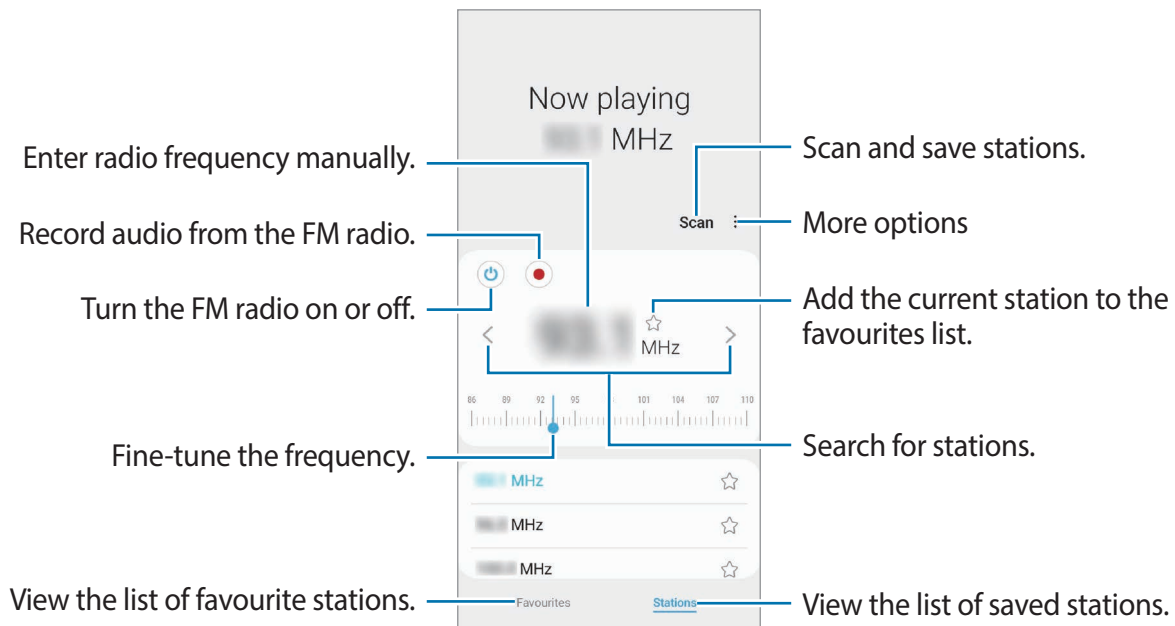 Now playing
MHz
Enter radio frequency manually.
Scan and save stations.
Scan
More options
Record audio from the FM radio.
Turn the FM radio on or off.
Add the current station to the
favourites list.
MHz
86 89 92 95 101 104 107 110
Search for stations.
Fine-tune the frequency.
MHz
MHz
MHz
View the list of favourite stations.
Favourites
Stations
View the list of saved stations.